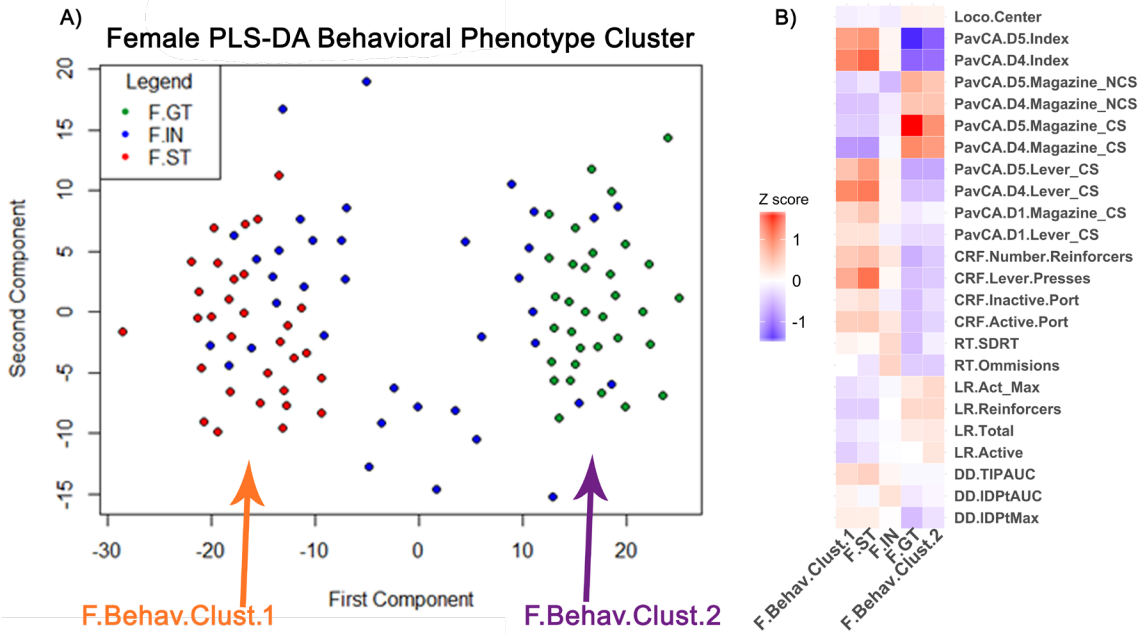 A)
Female PLS-DA Behavioral Phenotype Cluster
Legend
F.GT
F.IN
F.ST
20
15
10
5
0
-5
-10
-15
Second Component
-30
-20
-10
0
10
20
First Component
F.Behav.Clust.1
F.Behav.Clust.2
B)
Z score
1
0
-1
Loco.Center
PavCA.D5.Index
PavCA.D4.Index
PavCA.D5.Magazine_NCS
PavCA.D4.Magazine_NCS
PavCA.D5.Magazine_CS
PavCA.D4.Magazine_CS
PavCA.D5.Lever_CS
PavCA.D4.Lever_CS
PavCA.D1.Magazine_CS
PavCA.D1.Lever_CS
CRF.Number.Reinforcers
CRF.Lever.Presses
CRF.Inactive.Port
CRF.Active.Port
RT.SDRT
RT.Ommisions
LR.Act_Max
LR.Reinforcers
LR.Total
LR.Active
DD.TIPAUC
DD.IDPtAUC
DD.IDPtMax
F.Behav.Clust.1
F.ST
F.IN
F.GT
F.Behav.Clust.2